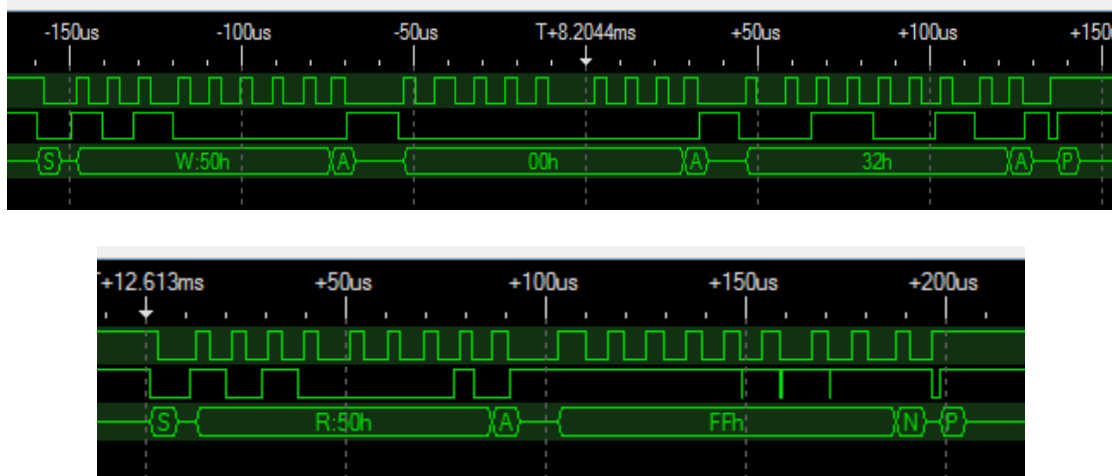 -150us -100us -50us T+8.2044ms +50us +100us +150
S W:50h A 00h A 32h A P
+12.613ms +50us +100us +150us +200us
S R:50h A FFh N P